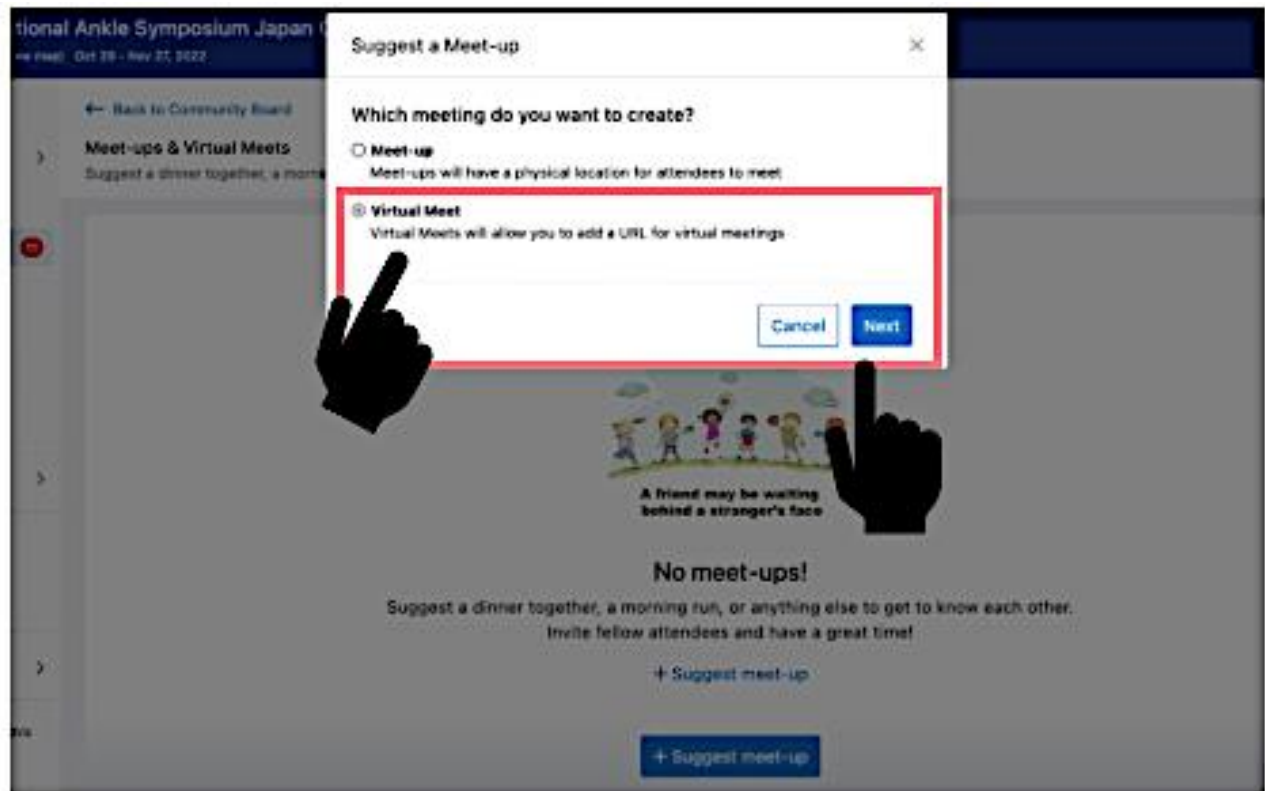 tional Ankle Symposium Japan
Oct 28 - Nov 27, 2022
← Back to Community Board
Meet-ups & Virtual Meets
Suggest a dinner together, a morn
Suggest a Meet-up
Which meeting do you want to create?
Meet-up
Meet-ups will have a physical location for attendees to meet
Virtual Meet
Virtual Meets will allow you to add a URL for virtual meetings
Cancel Next
A friend may be waiting
behind a stranger's face
No meet-ups!
Suggest a dinner together, a morning run, or anything else to get to know each other.
Invite fellow attendees and have a great time!
+ Suggest meet-up
+ Suggest meet-up